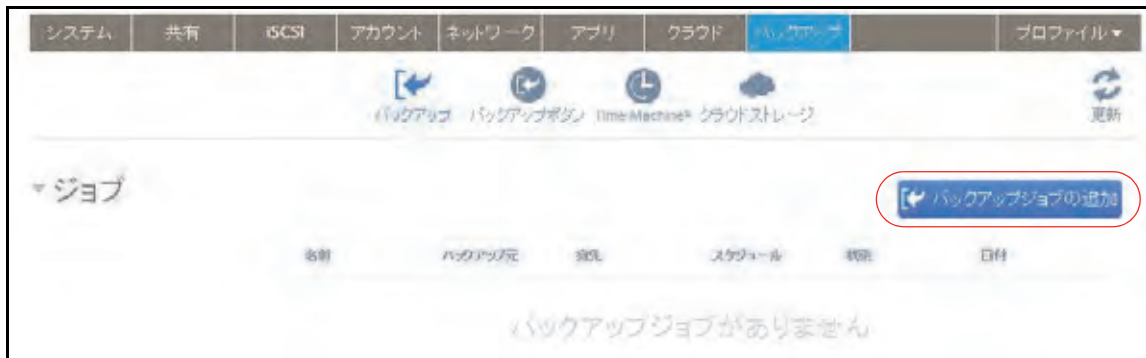 システム 共有 iSCSI アカウント ネットワーク アプリ クラウド バックアップ プロファイル▼
バックアップ バックアップボタン Time Machine® クラウドストレージ 更新
▼ジョブ バックアップジョブの追加
名前 バックアップ元 宛先 スケジュール 状態 日付
バックアップジョブがありません